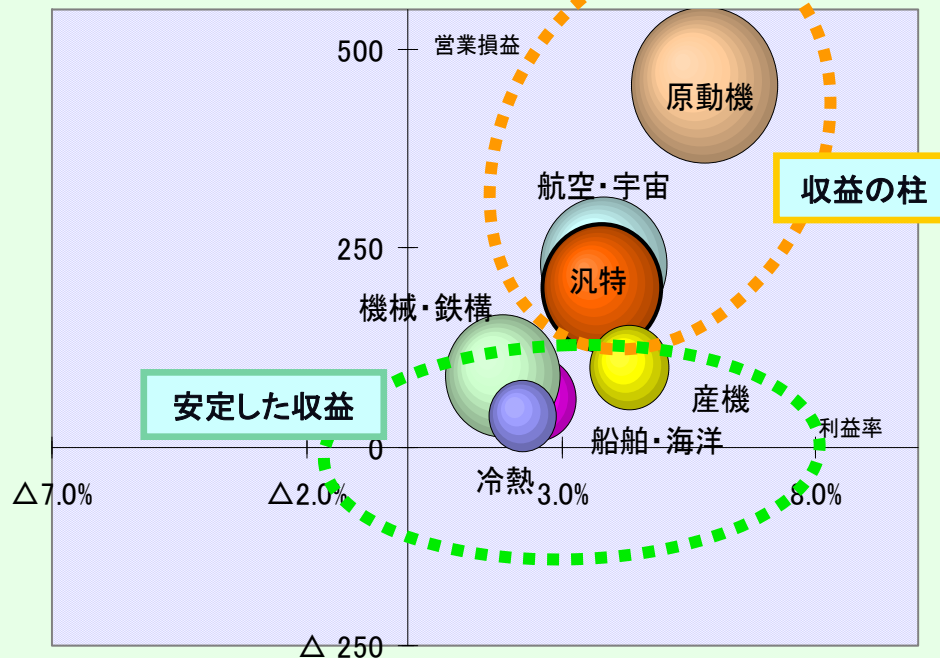 500
営業損益
原動機
航空・宇宙
収益の柱
250
汎特
機械・鉄構
安定した収益
産機
利益率
船舶・海洋
0
冷熱
△7.0%
△2.0%
3.0%
8.0%
△ 250